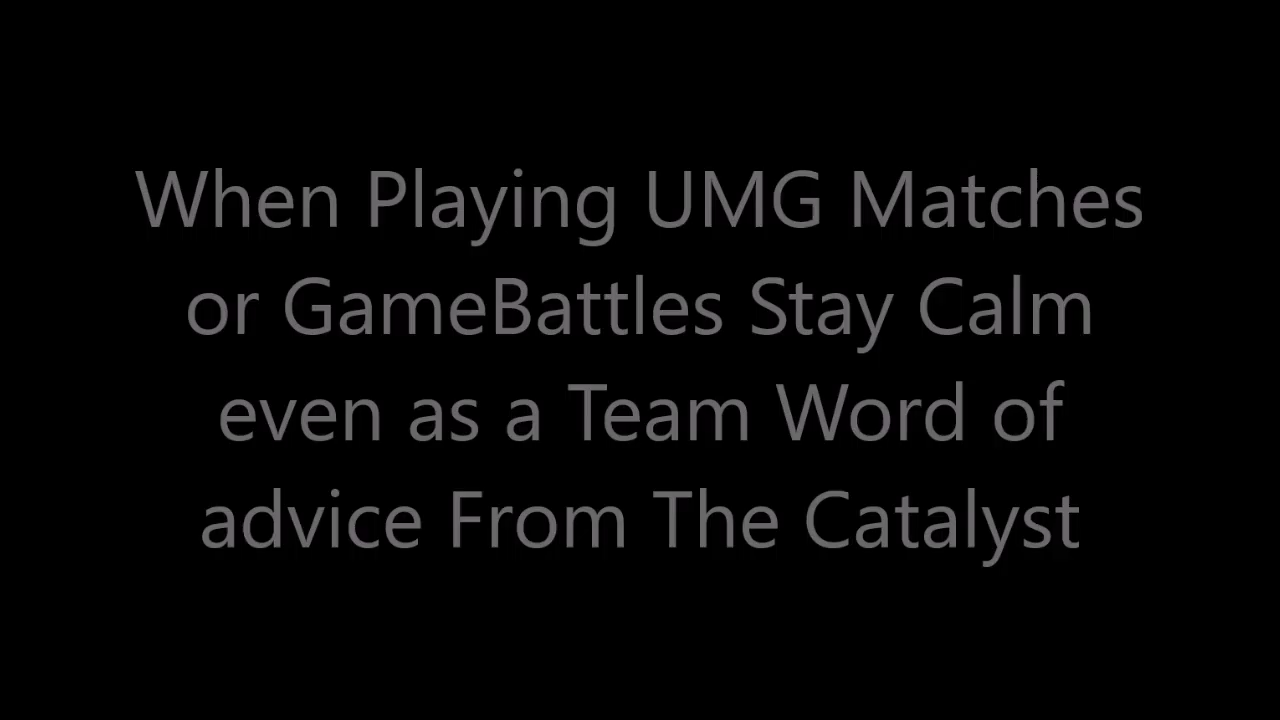 When Playing UMG Matches
or GameBattles Stay Calm
even as a Team Word of
advice From The Catalyst